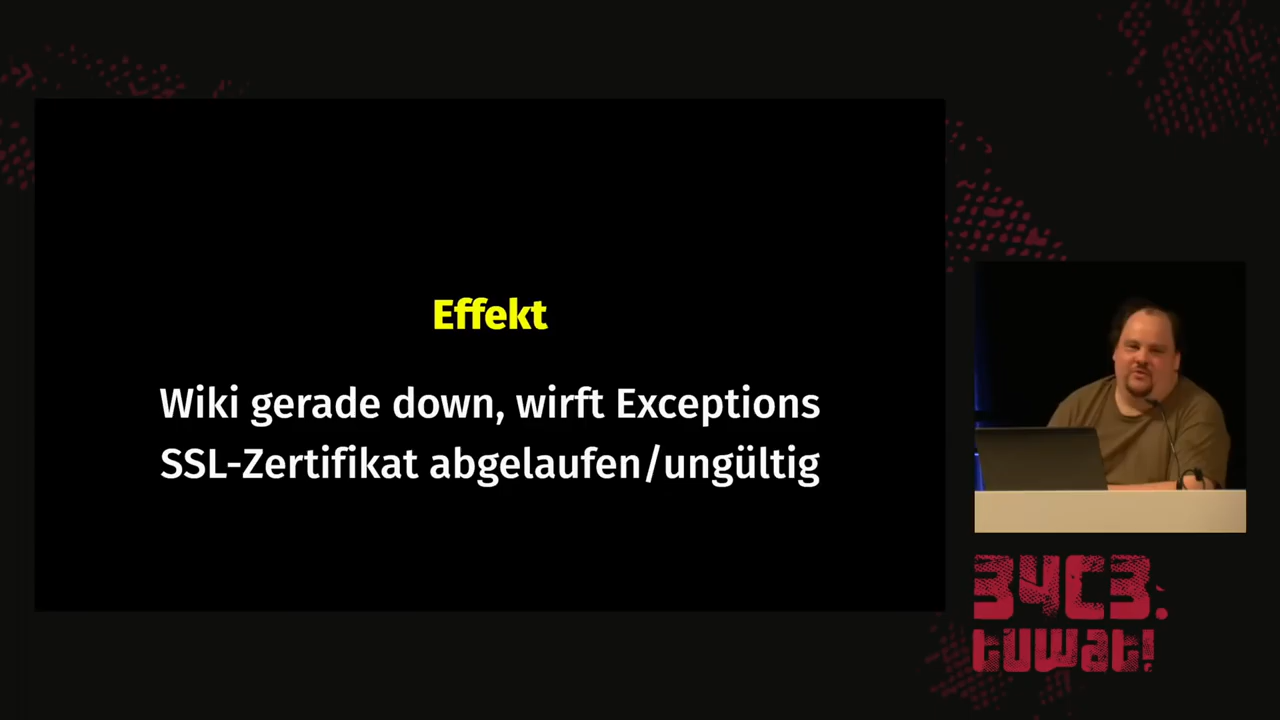 Effekt
Wiki gerade down, wirft Exceptions
SSL-Zertifikat abgelaufen/ungültig
34C3.
tuwat!